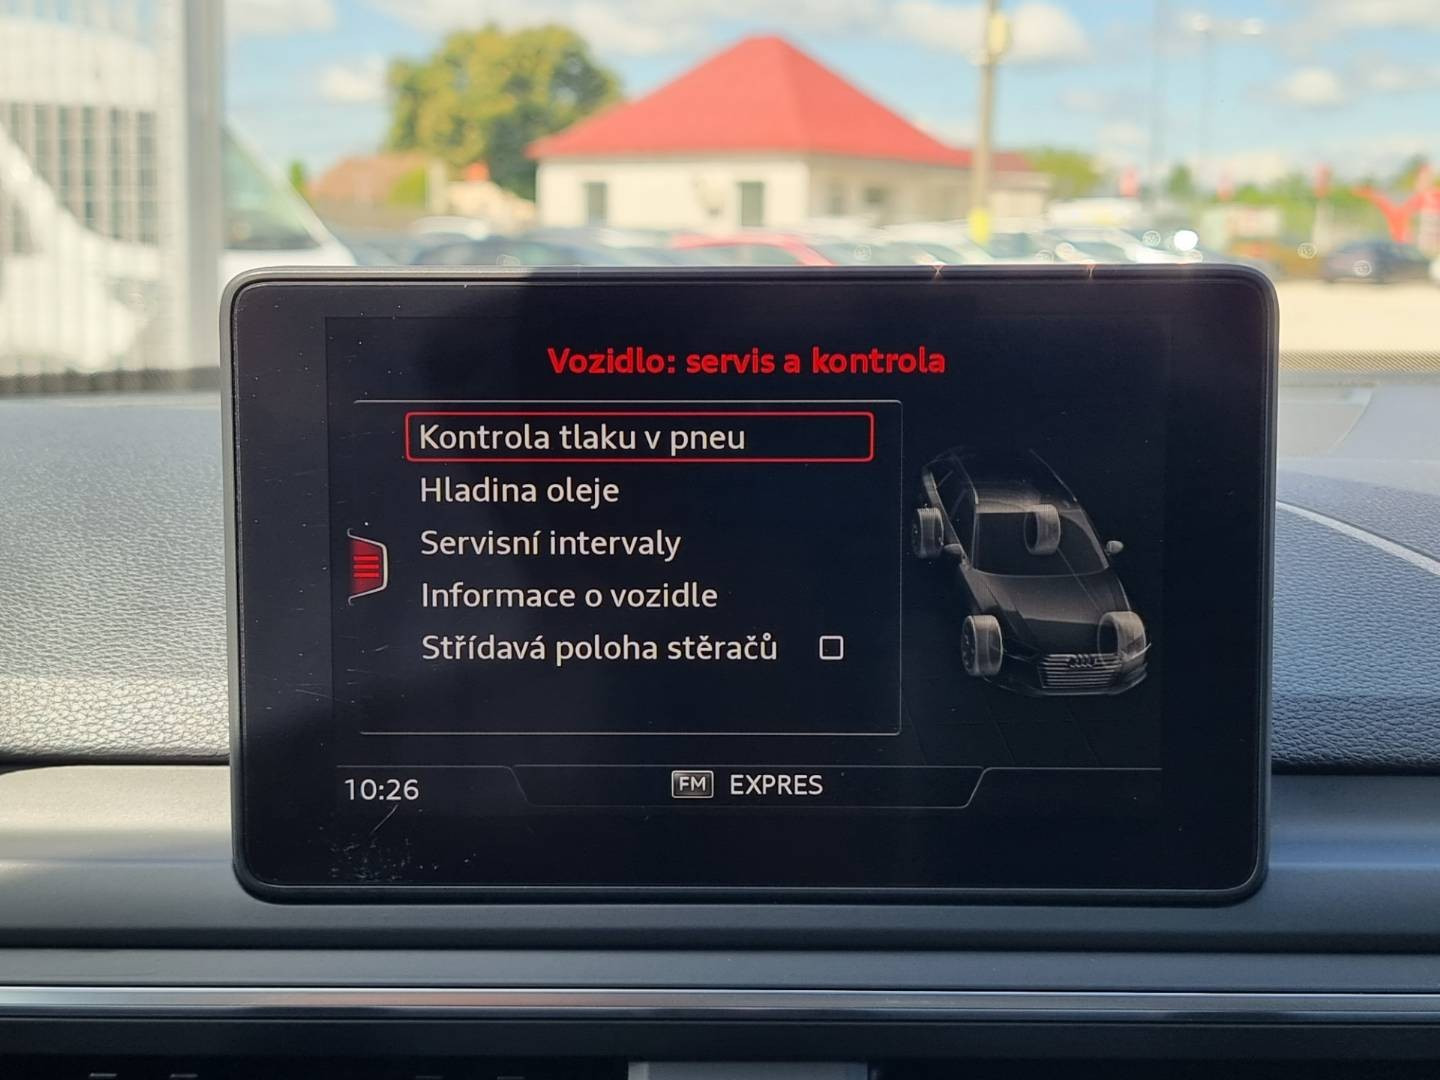 Vozidlo: servis a kontrola
Kontrola tlaku v pneu
Hladina oleje
Servisní intervaly
Informace o vozidle
Střídavá poloha stěračů
10:26
FM EXPRES